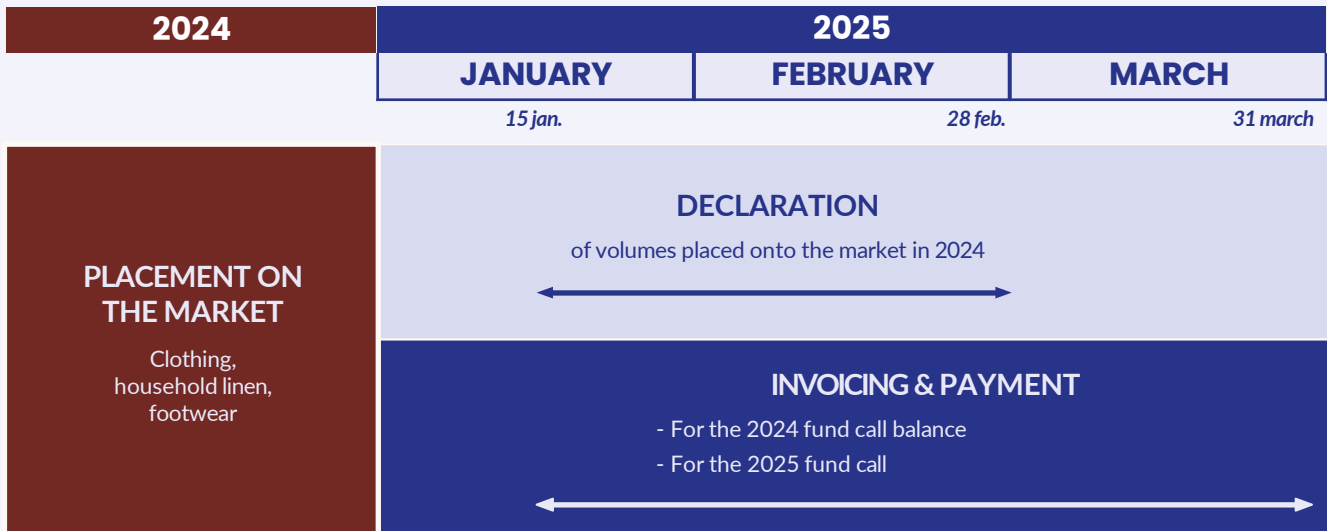 2024
2025
JANUARY
FEBRUARY
MARCH
15 jan.
28 feb.
31 march
PLACEMENT ON
THE MARKET
Clothing,
household linen,
footwear
DECLARATION
of volumes placed onto the market in 2024
INVOICING & PAYMENT
- For the 2024 fund call balance
- For the 2025 fund call